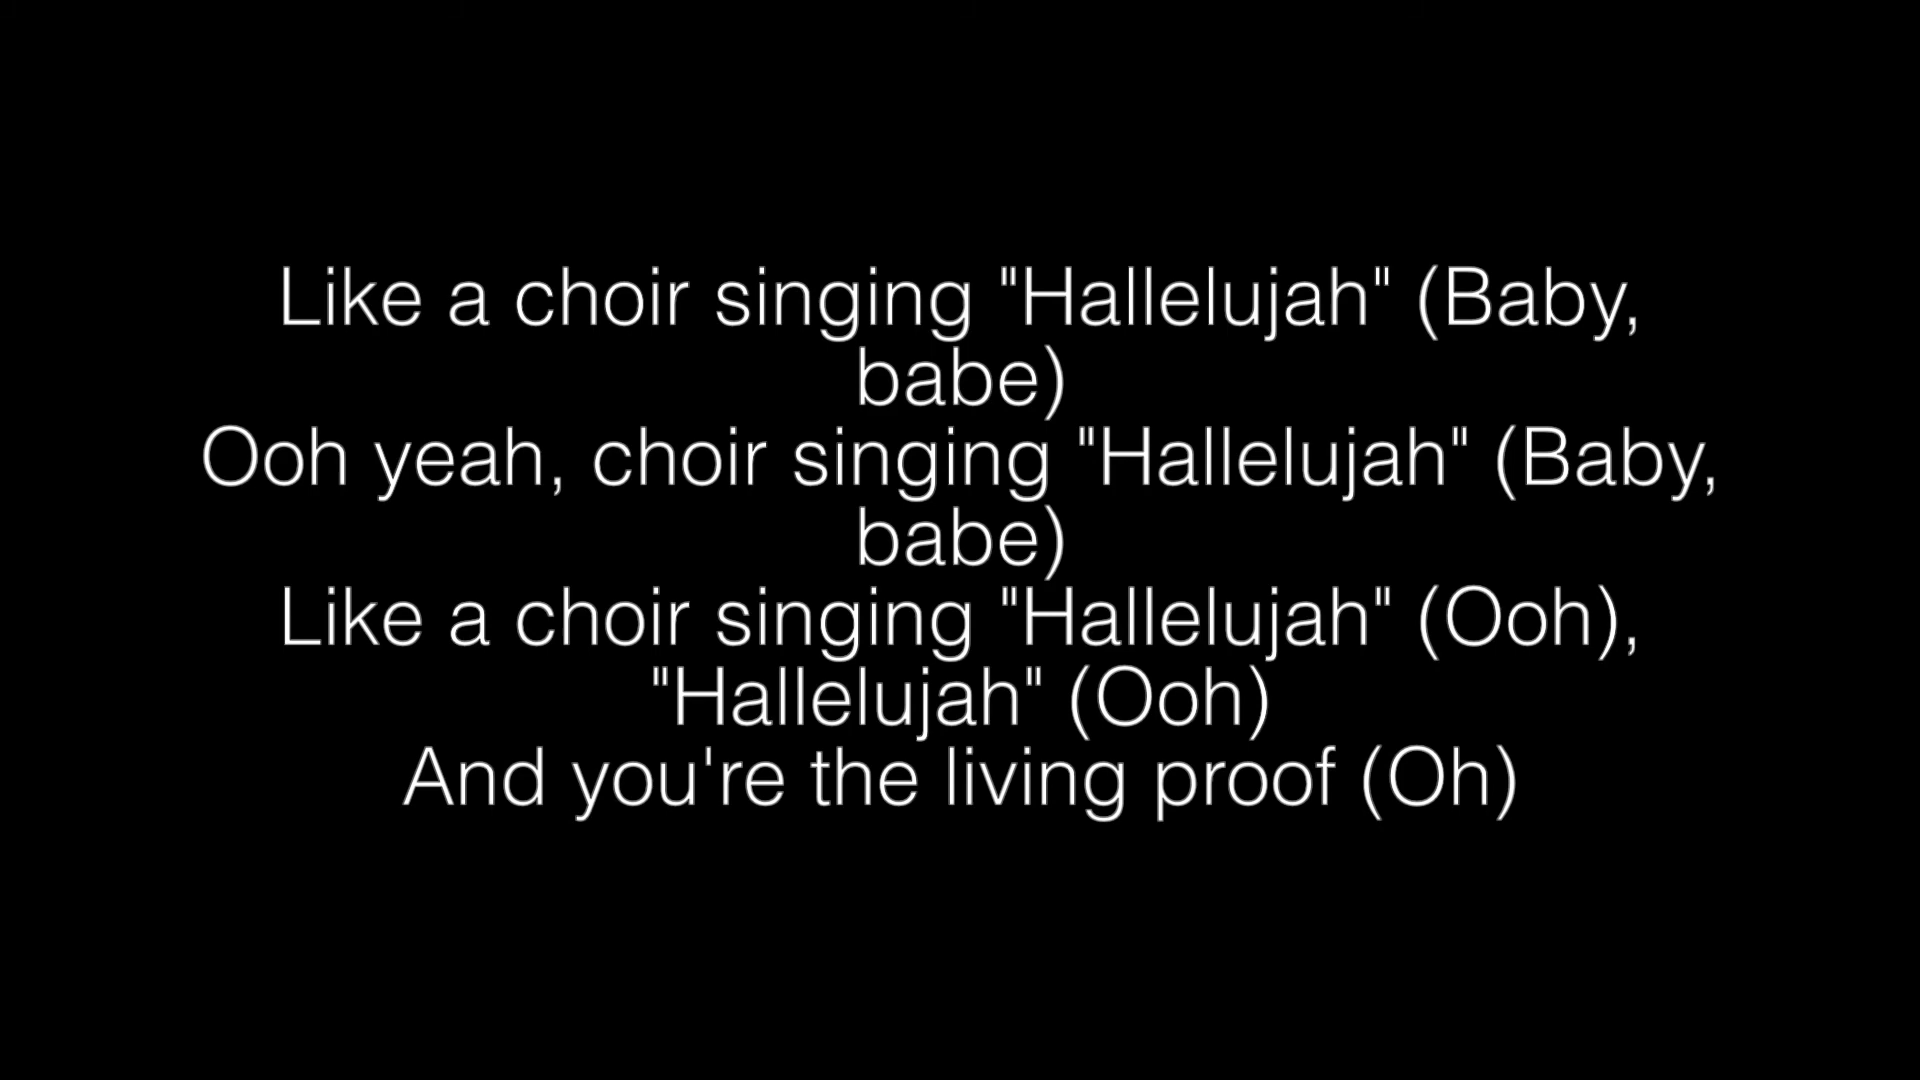 Like a choir singing "Hallelujah" (Baby,
babe)
Ooh yeah, choir singing "Hallelujah" (Baby,
babe)
Like a choir singing "Hallelujah" (Ooh),
"Hallelujah" (Ooh)
And you're the living proof (Oh)